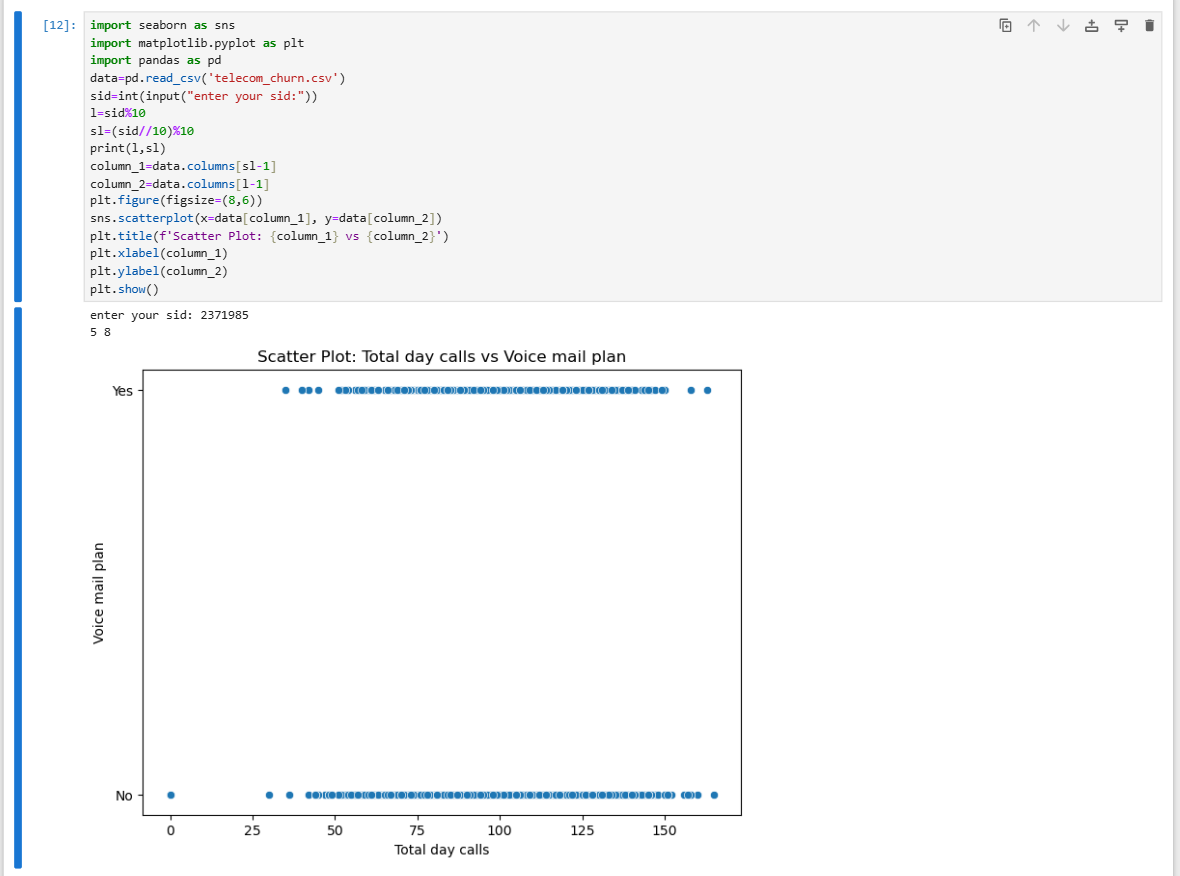 [12]: import seaborn as sns
import matplotlib.pyplot as plt
import pandas as pd
data=pd.read_csv('telecom_churn.csv')
sid=int(input("enter your sid:"))
l=sid%10
sl=(sid//10)%10
print(l,sl)
column_1=data.columns[sl-1]
column_2=data.columns[l-1]
plt.figure(figsize=(8,6))
sns.scatterplot(x=data[column_1], y=data[column_2])
plt.title(f'Scatter Plot: {column_1} vs {column_2}')
plt.xlabel(column_1)
plt.ylabel(column_2)
plt.show()
enter your sid: 2371985
5 8
Scatter Plot: Total day calls vs Voice mail plan
Yes
Voice mail plan
No
0 25 50 75 100 125 150
Total day calls